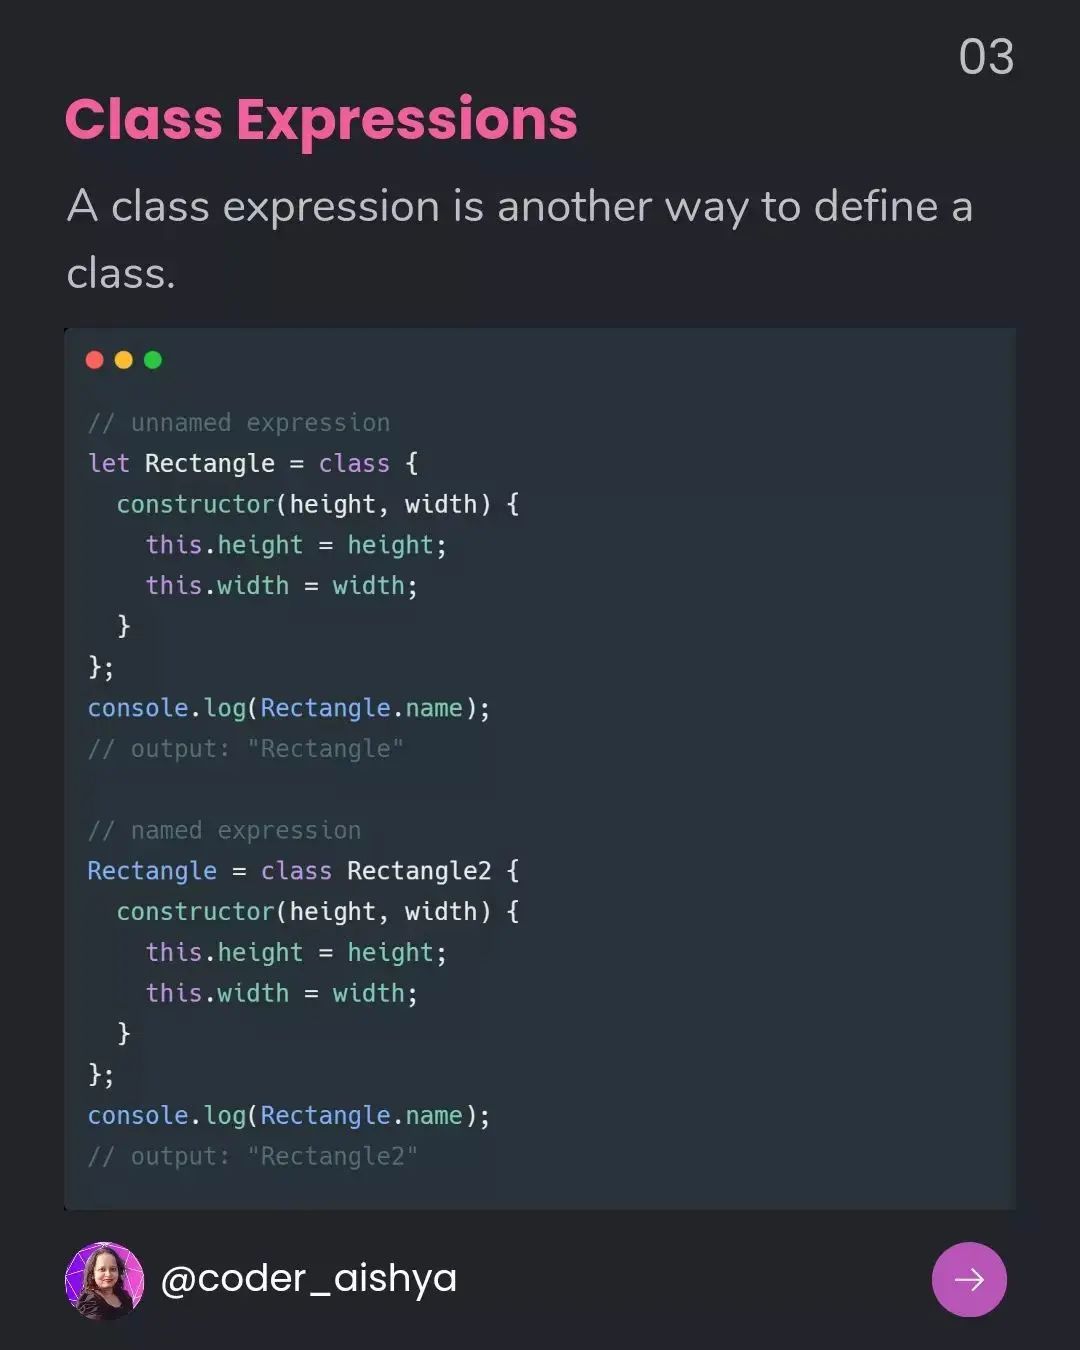 03
Class Expressions
A class expression is another way to define a
class.
// unnamed expression
let Rectangle = class {
  constructor(height, width) {
    this.height = height;
    this.width = width;
  }
};
console.log(Rectangle.name);
// output: "Rectangle"

// named expression
Rectangle = class Rectangle2 {
  constructor(height, width) {
    this.height = height;
    this.width = width;
  }
};
console.log(Rectangle.name);
// output: "Rectangle2"
@coder_aishya